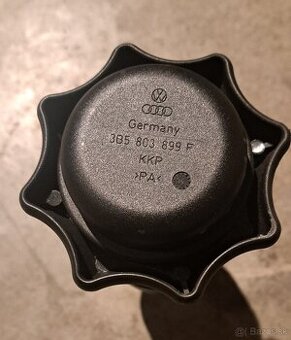 Germany
3B5 803 899 F
KKP
>PA<